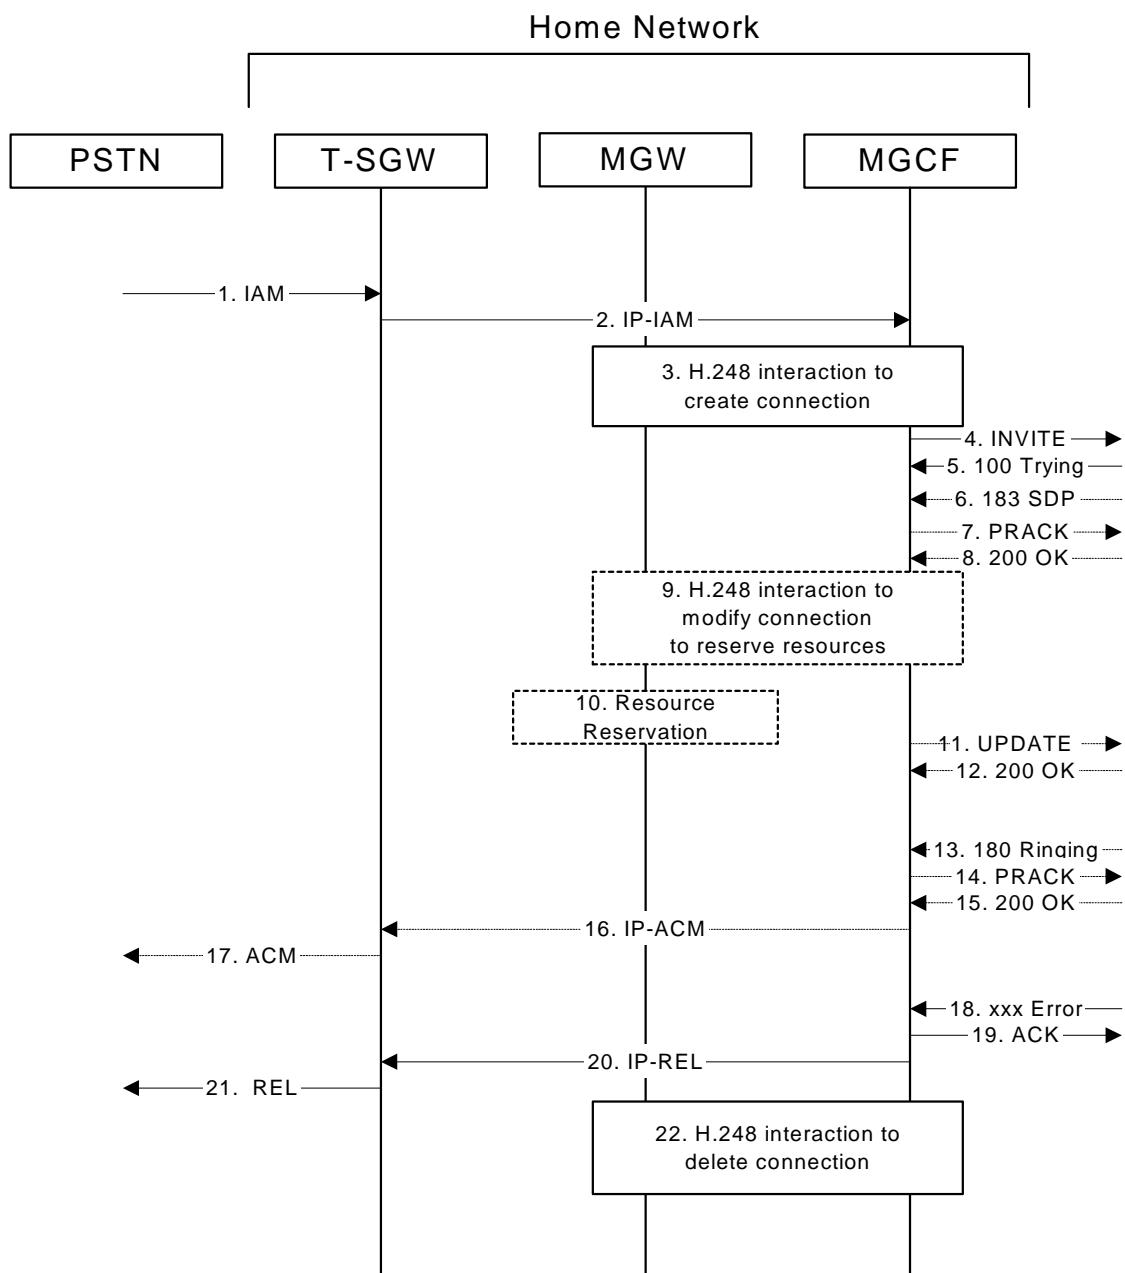 Home Network
PSTN
T-SGW
MGW
MGCF
1. IAM
2. IP-IAM
3. H.248 interaction to
create connection
4. INVITE
5. 100 Trying
6. 183 SDP
7. PRACK
8. 200 OK
9. H.248 interaction to
modify connection
to reserve resources
10. Resource
Reservation
11. UPDATE
12. 200 OK
13. 180 Ringing
14. PRACK
15. 200 OK
16. IP-ACM
17. ACM
18. xxx Error
19. ACK
20. IP-REL
21. REL
22. H.248 interaction to
delete connection